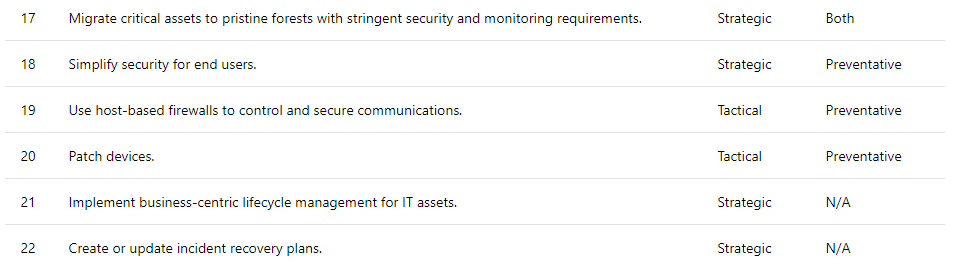 17 Migrate critical assets to pristine forests with stringent security and monitoring requirements. Strategic Both
18 Simplify security for end users. Strategic Preventative
19 Use host-based firewalls to control and secure communications. Tactical Preventative
20 Patch devices. Tactical Preventative
21 Implement business-centric lifecycle management for IT assets. Strategic N/A
22 Create or update incident recovery plans. Strategic N/A